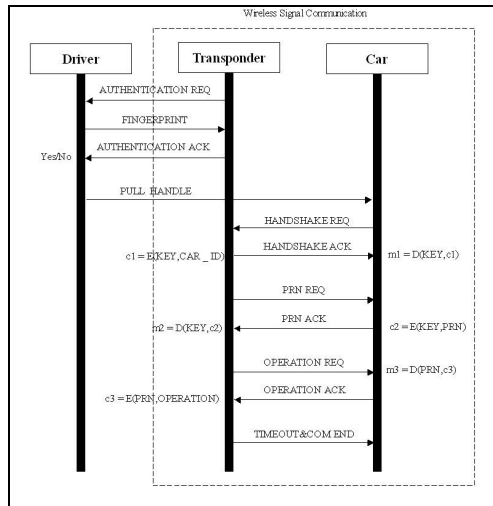 Wireless Signal Communication
Driver
Transponder
Car
AUTHENTICATION REQ
FINGERPRINT
Yes/No
AUTHENTICATION ACK
PULL HANDLE
HANDSHAKE REQ
c1 = E(KEY,CAR _ ID)
HANDSHAKE ACK
m1 = D(KEY,c1)
PRN REQ
m2 = D(KEY,c2)
PRN ACK
c2 = E(KEY,PRN)
OPERATION REQ
m3 = D(PRN,c3)
c3 = E(PRN,OPERATION)
OPERATION ACK
TIMEOUT&COM END